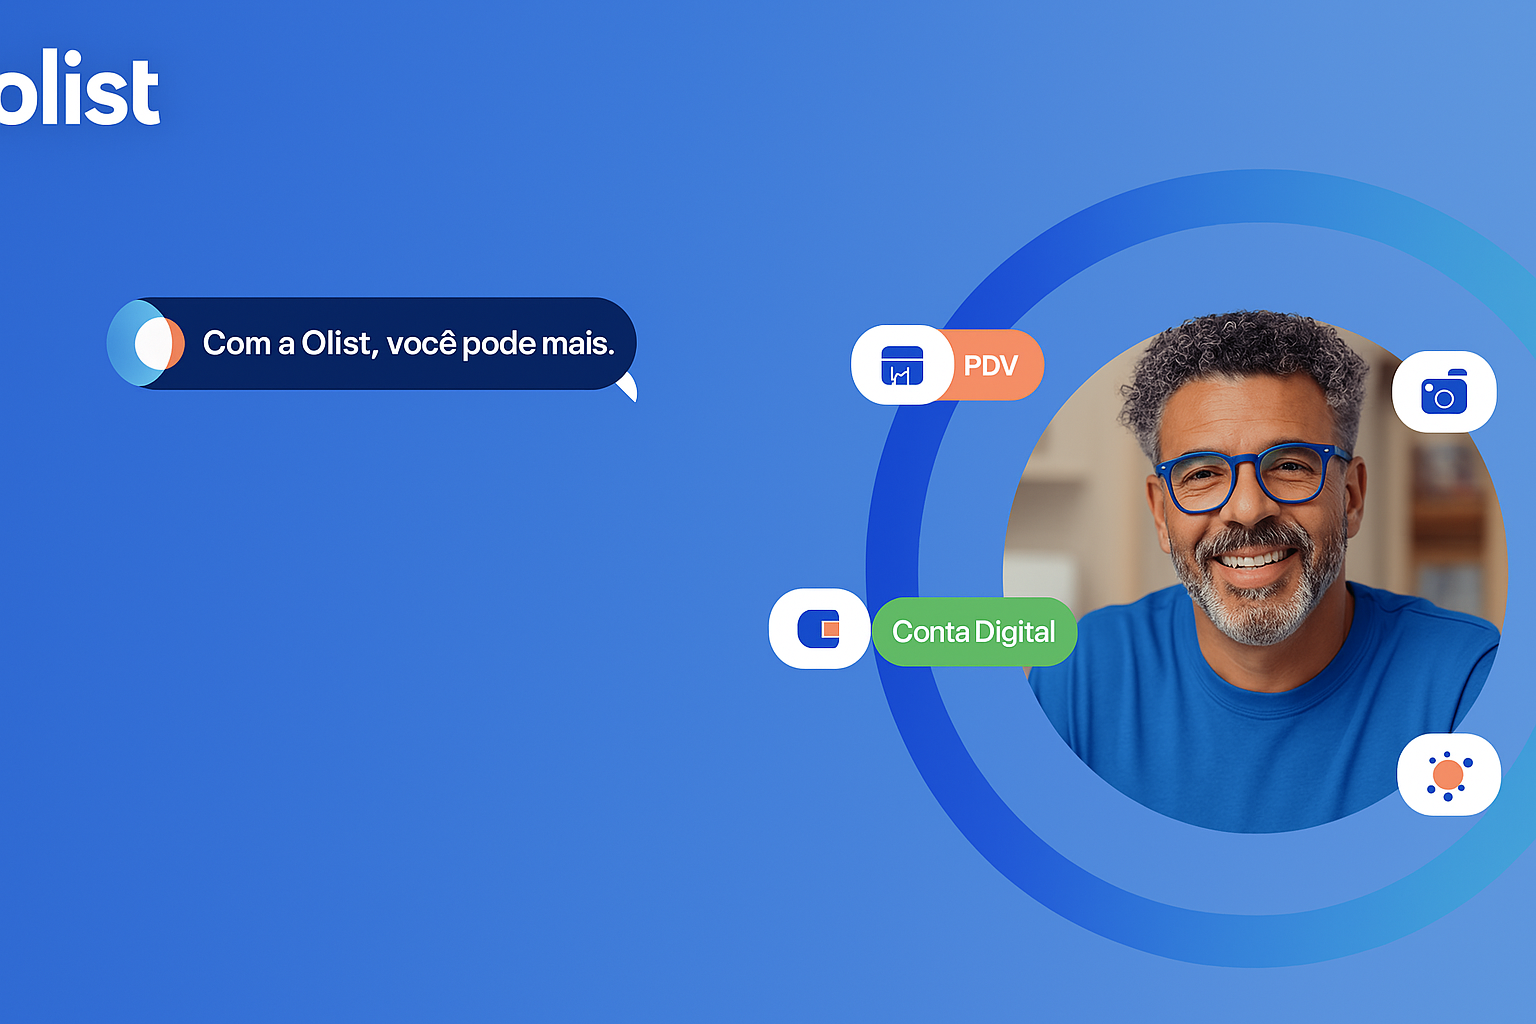 olist
Com a Olist, você pode mais.
PDV
Conta Digital